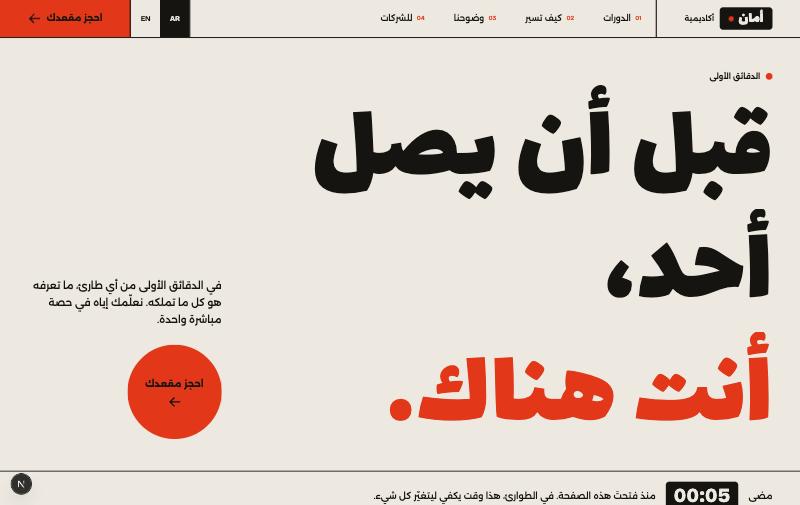 أمان
أكاديمية
01 الدورات
02 كيف تسير
03 وضوحنا
04 للشركات
AR
EN
احجز مقعدك ←
الدقائق الأولى
قبل أن يصل
أحد،
أنت هناك.
في الدقائق الأولى من أي طارئ، ما تعرفه
هو كل ما تملكه. نعلّمك إياه في حصة
مباشرة واحدة.
احجز مقعدك
←
مضى 00:05 منذ فتحتَ هذه الصفحة. في الطوارئ، هذا وقت يكفي ليتغيّر كل شيء.
N